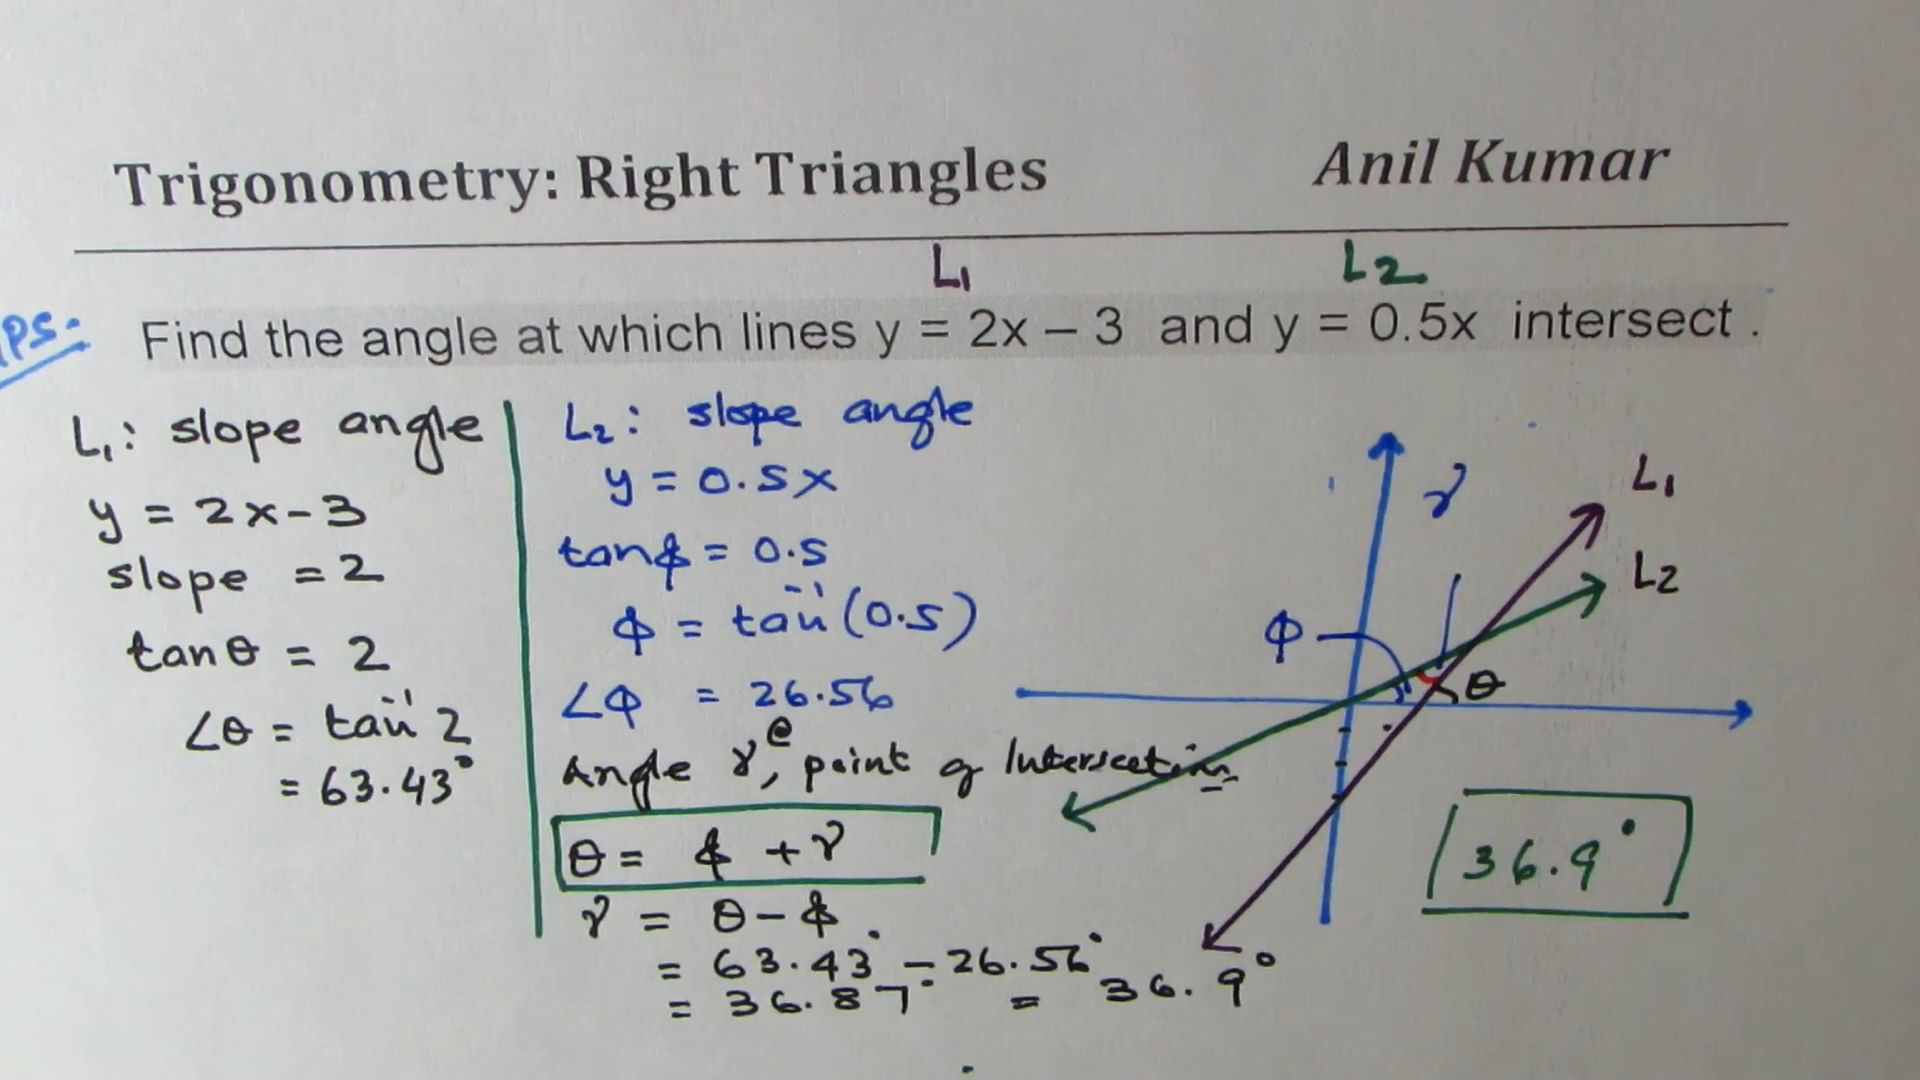 Trigonometry: Right Triangles Anil Kumar
L₁ L2
PS:
Find the angle at which lines y = 2x – 3 and y = 0.5x intersect .
L₁: slope angle
y = 2x-3
slope = 2
tanθ = 2
∠θ = tan⁻¹ 2
= 63.43°
L₂: slope angle
y = 0.5x
tanϕ = 0.5
ϕ = tan⁻¹(0.5)
∠ϕ = 26.56
Angle γ, @ point of Intersection
θ = ϕ + γ
γ = θ - ϕ
= 63.43° - 26.56°
= 36.87° = 36.9°
γ
L₁
L2
ϕ
θ
36.9°